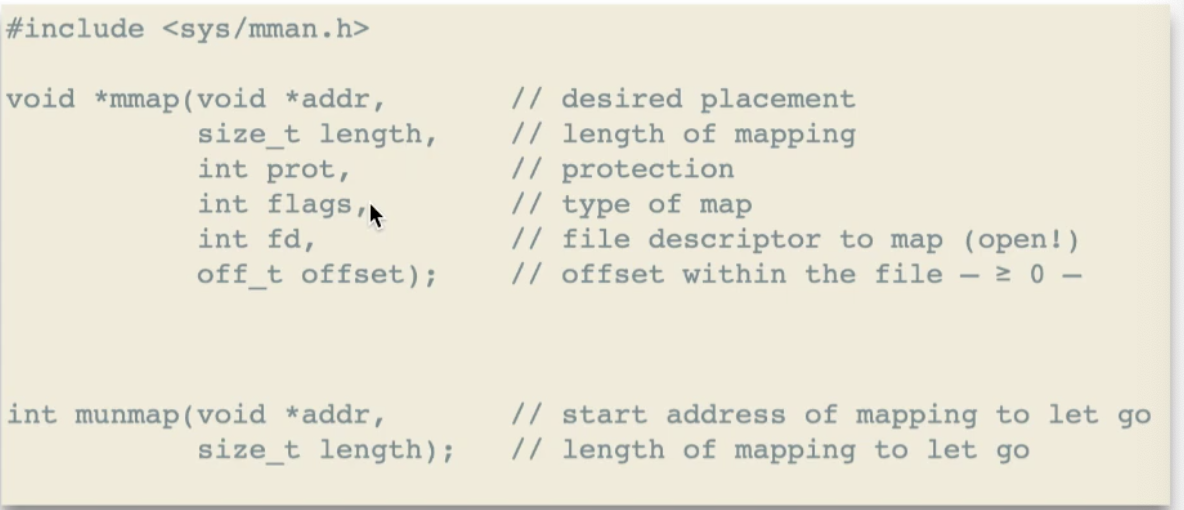 #include <sys/mman.h>
void *mmap(void *addr, // desired placement
size_t length, // length of mapping
int prot, // protection
int flags, // type of map
int fd, // file descriptor to map (open!)
off_t offset); // offset within the file — ≥ 0 —
int munmap(void *addr, // start address of mapping to let go
size_t length); // length of mapping to let go